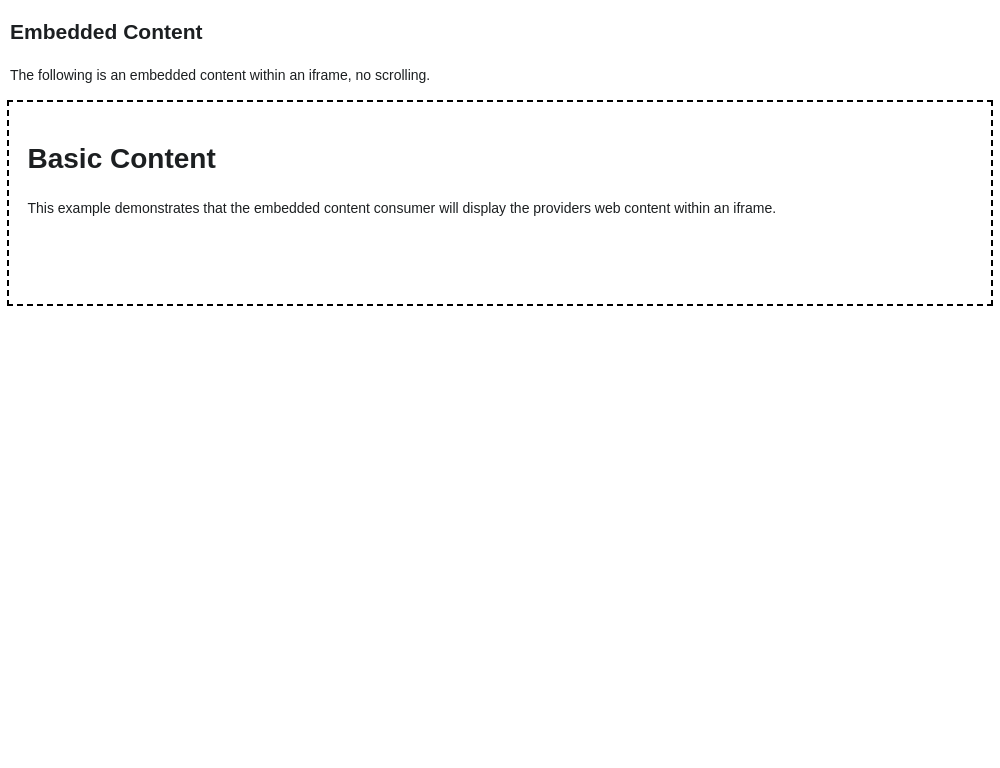 Embedded Content
The following is an embedded content within an iframe, no scrolling.
Basic Content
This example demonstrates that the embedded content consumer will display the providers web content within an iframe.